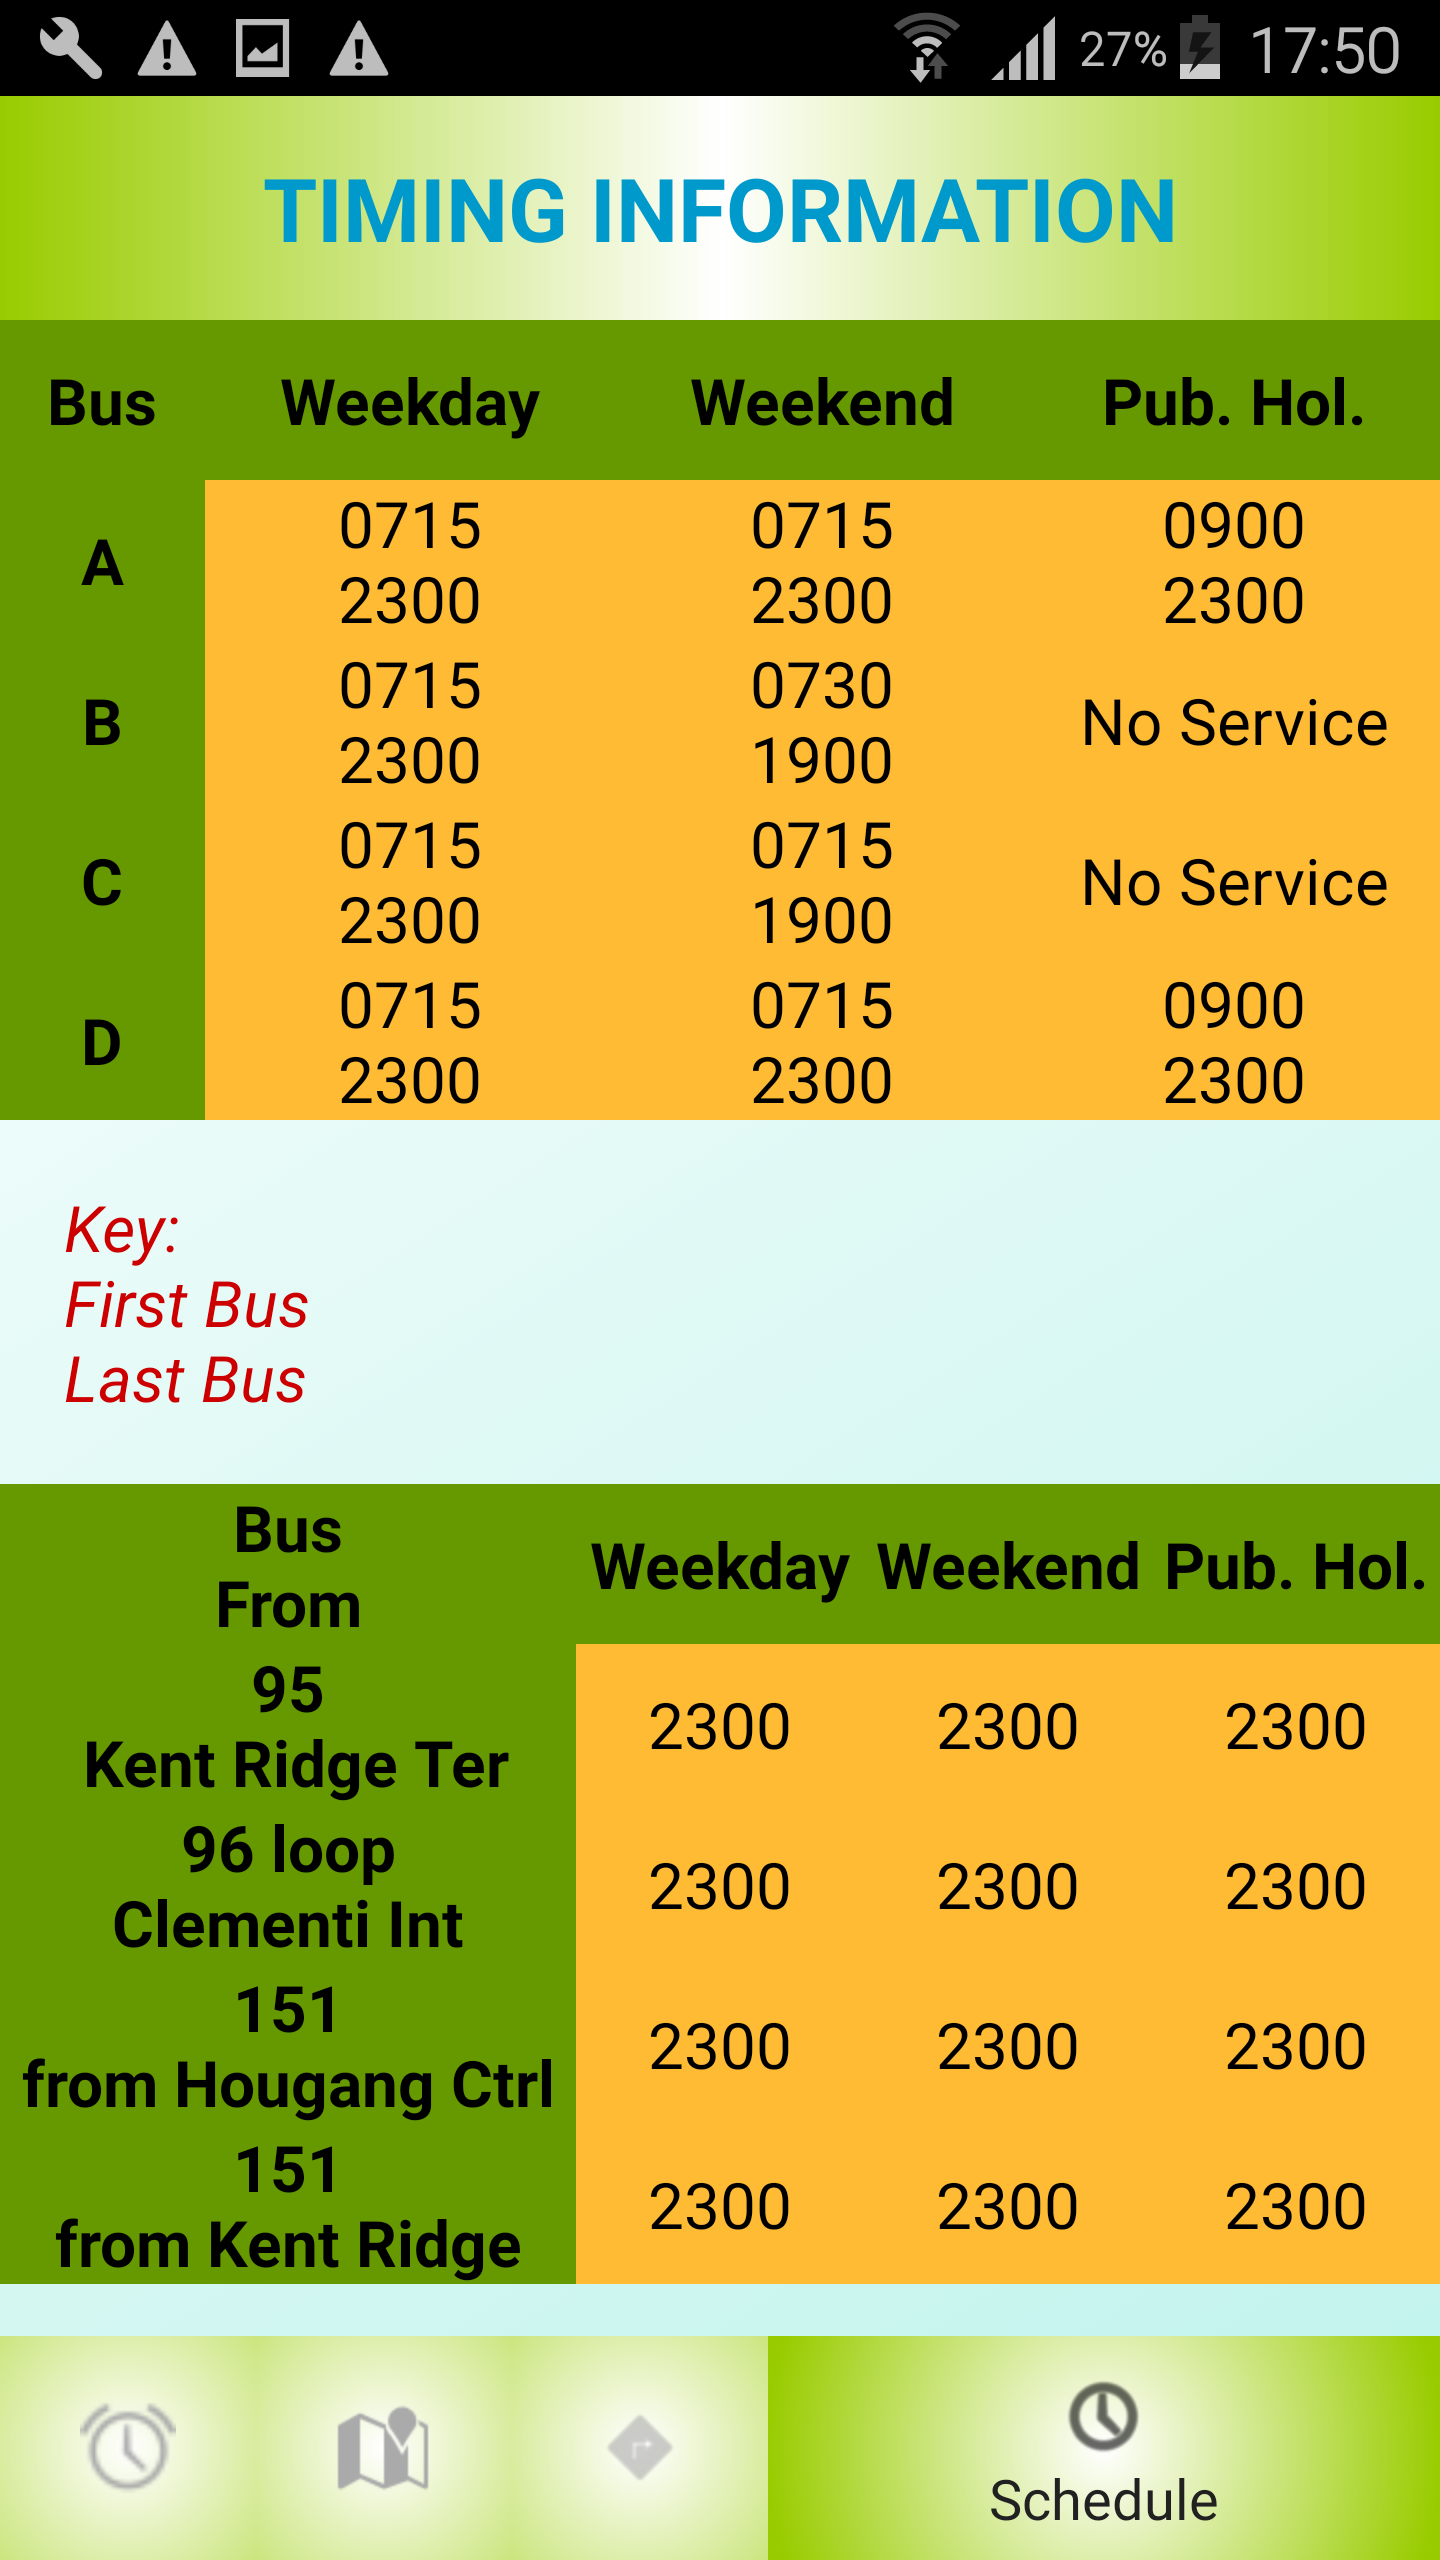 27% 17:50
TIMING INFORMATION
Bus Weekday Weekend Pub. Hol.
A
0715
2300
0715
2300
0900
2300
B
0715
2300
0730
1900
No Service
C
0715
2300
0715
1900
No Service
D
0715
2300
0715
2300
0900
2300
Key:
First Bus
Last Bus
Bus
From
Weekday Weekend Pub. Hol.
95
Kent Ridge Ter
2300 2300 2300
96 loop
Clementi Int
2300 2300 2300
151
from Hougang Ctrl
2300 2300 2300
151
from Kent Ridge
2300 2300 2300
Schedule